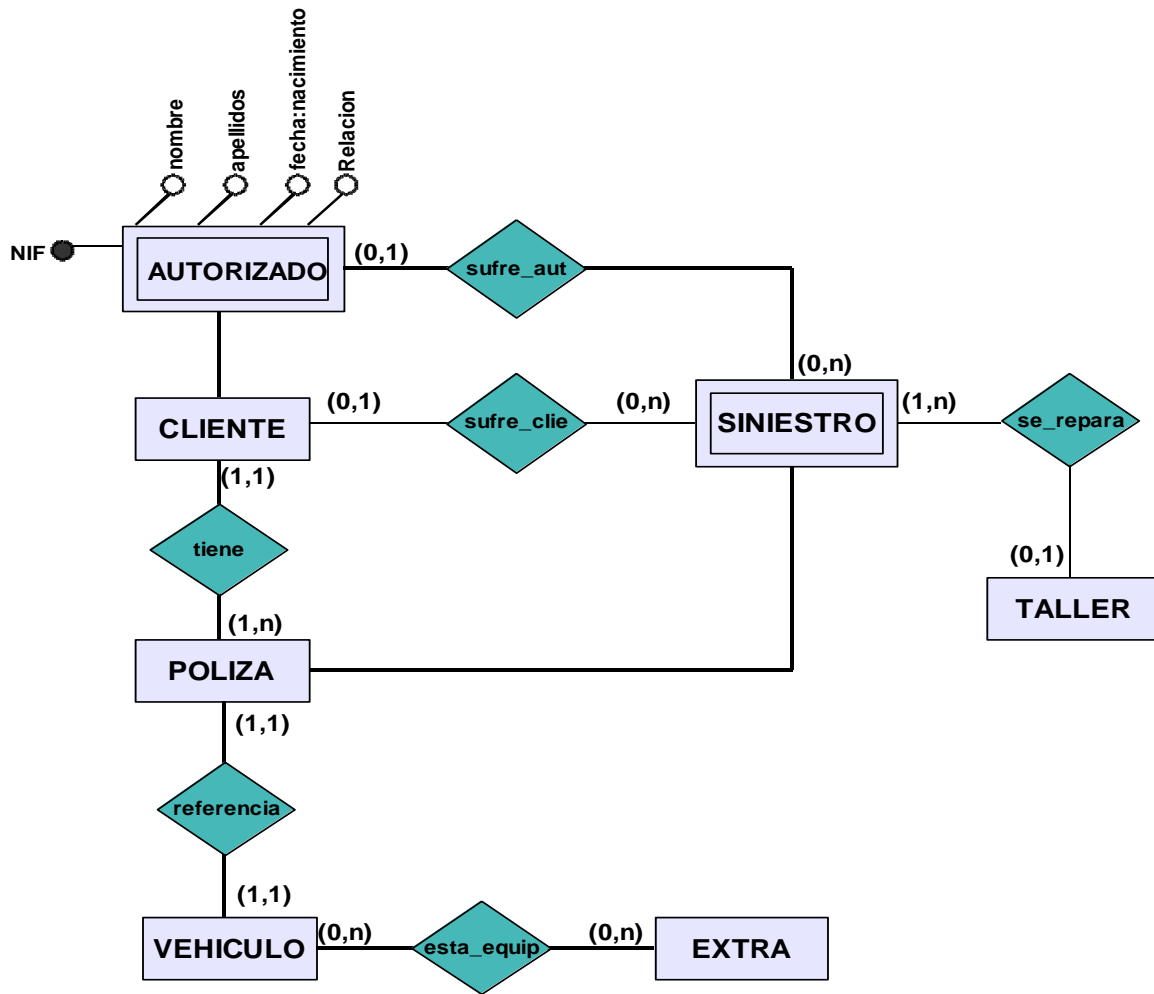 nombre
apellidos
fecha:nacimiento
Relacion
NIF
AUTORIZADO
(0,1)
sufre_aut
(0,n)
CLIENTE
(0,1)
sufre_clie
(0,n)
SINIESTRO
(1,n)
se_repara
(1,1)
tiene
(0,1)
TALLER
(1,n)
POLIZA
(1,1)
referencia
(1,1)
VEHICULO
(0,n)
esta_equip
(0,n)
EXTRA